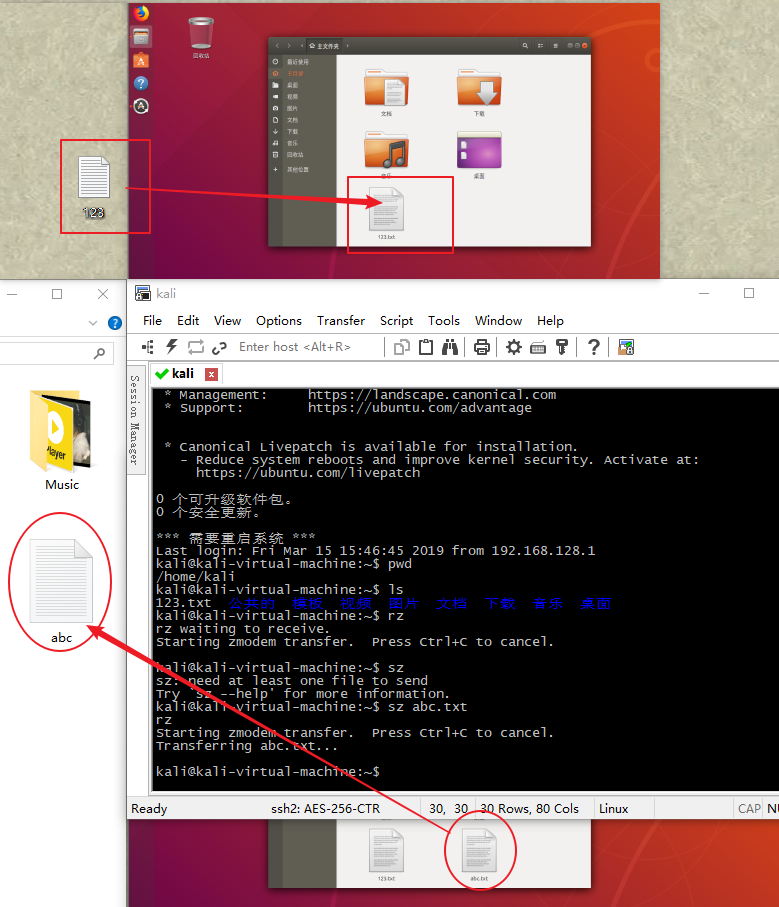 回收站
主文件夹
最近使用
主目录
桌面
视频
图片
文档
下载
音乐
回收站
其他位置
文档
下载
音乐
桌面
123
123.txt
kali
File Edit View Options Transfer Script Tools Window Help
Enter host <Alt+R>
Session Manager
kali
* Management:     https://landscape.canonical.com
* Support:        https://ubuntu.com/advantage
* Canonical Livepatch is available for installation.
- Reduce system reboots and improve kernel security. Activate at:
https://ubuntu.com/livepatch
0 个可升级软件包。
0 个安全更新。
*** 需要重启系统 ***
Last login: Fri Mar 15 15:46:45 2019 from 192.168.128.1
kali@kali-virtual-machine:~$ pwd
/home/kali
kali@kali-virtual-machine:~$ ls
123.txt  公共的  模板  视频  图片  文档  下载  音乐  桌面
kali@kali-virtual-machine:~$ rz
rz waiting to receive.
Starting zmodem transfer.  Press Ctrl+C to cancel.
kali@kali-virtual-machine:~$ sz
sz: need at least one file to send
Try `sz --help' for more information.
kali@kali-virtual-machine:~$ sz abc.txt
rz
Starting zmodem transfer.  Press Ctrl+C to cancel.
Transferring abc.txt...
kali@kali-virtual-machine:~$
Ready ssh2: AES-256-CTR 30, 30 30 Rows, 80 Cols Linux CAP NU
Player
Music
abc
123.txt
abc.txt